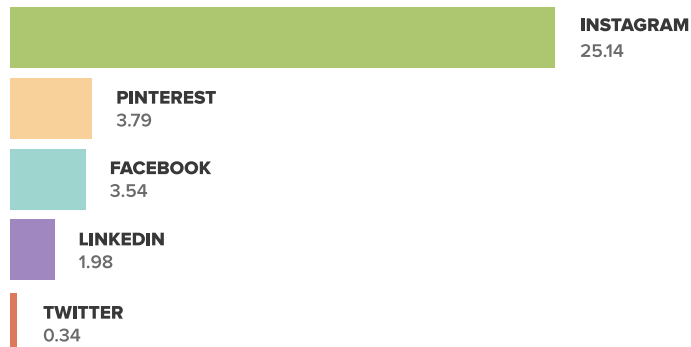 INSTAGRAM
25.14
PINTEREST
3.79
FACEBOOK
3.54
LINKEDIN
1.98
TWITTER
0.34